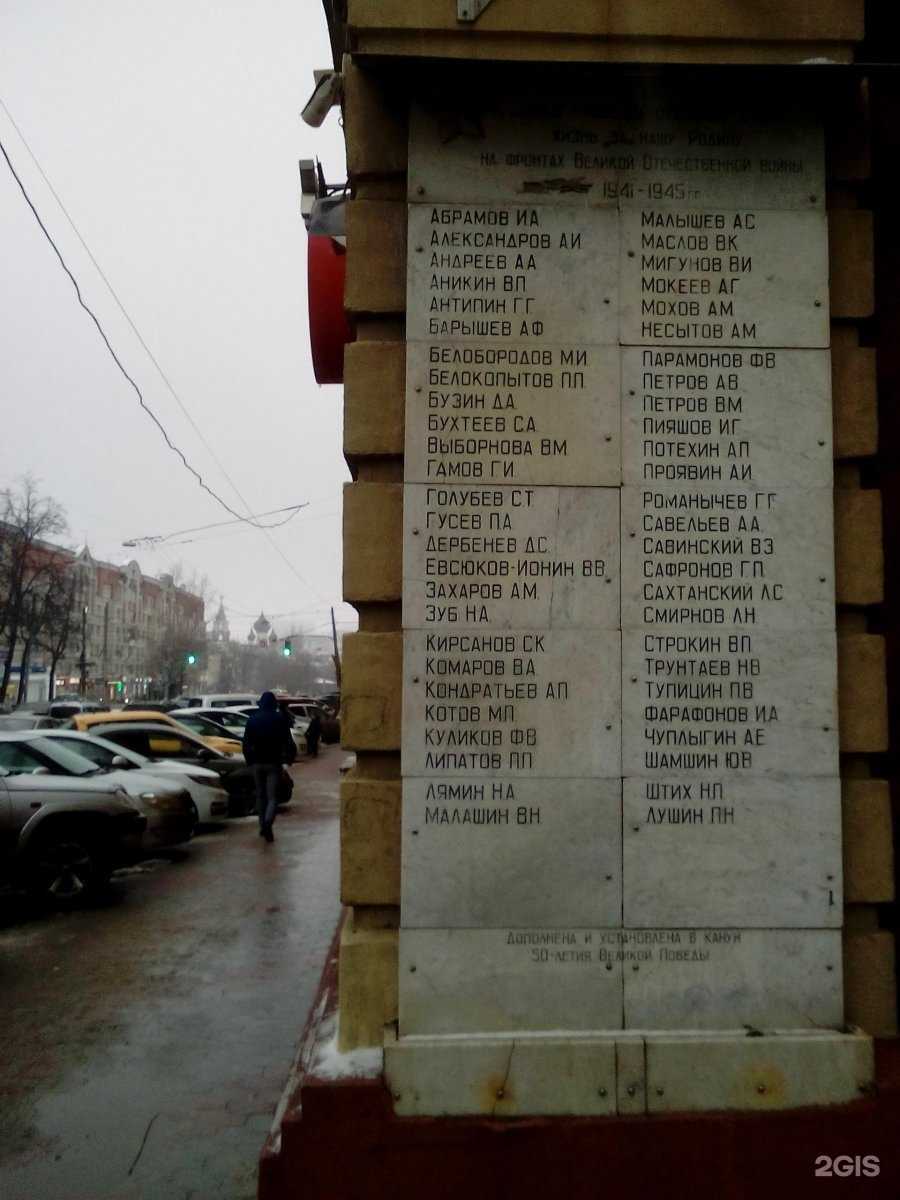 жизнь за нашу Родину
на фронтах Великой Отечественной войны
1941-1945 гг.
АБРАМОВ И.А.
АЛЕКСАНДРОВ А.И.
АНДРЕЕВ А.А.
АНИКИН В.П.
АНТИПИН Г.Г.
БАРЫШЕВ А.Ф.
БЕЛОБОРОДОВ М.И.
БЕЛОКОПЫТОВ П.П.
БУЗИН Д.А.
БУХТЕЕВ С.А.
ВЫБОРНОВА В.М.
ГАМОВ Г.И.
ГОЛУБЕВ С.Т.
ГУСЕВ П.А.
ДЕРБЕНЕВ Д.С.
ЕВСЮКОВ-ИОНИН В.В.
ЗАХАРОВ А.М.
ЗУБ Н.А.
КИРСАНОВ С.К.
КОМАРОВ В.А.
КОНДРАТЬЕВ А.П.
КОТОВ М.П.
КУЛИКОВ Ф.В.
ЛИПАТОВ П.П.
ЛЯМИН Н.А.
МАЛАШИН В.Н.
МАЛЫШЕВ А.С.
МАСЛОВ В.К.
МИГУНОВ В.И.
МОКЕЕВ А.Г.
МОХОВ А.М.
НЕСЫТОВ А.М.
ПАРАМОНОВ Ф.В.
ПЕТРОВ А.В.
ПЕТРОВ В.М.
ПИЯШОВ И.Г.
ПОТЕХИН А.П.
ПРОЯВИН А.И.
РОМАНЫЧЕВ Г.Г.
САВЕЛЬЕВ А.А.
САВИНСКИЙ В.З.
САФРОНОВ Г.П.
САХТАНСКИЙ Л.С.
СМИРНОВ Л.Н.
СТРОКИН В.П.
ТРУНТАЕВ Н.В.
ТУПИЦИН П.В.
ФАРАФОНОВ И.А.
ЧУПЛЫГИН А.Е.
ШАМШИН Ю.В.
ШТИХ Н.П.
ЛУШИН П.Н.
Дополнена и установлена в канун
50-летия Великой Победы
2GIS